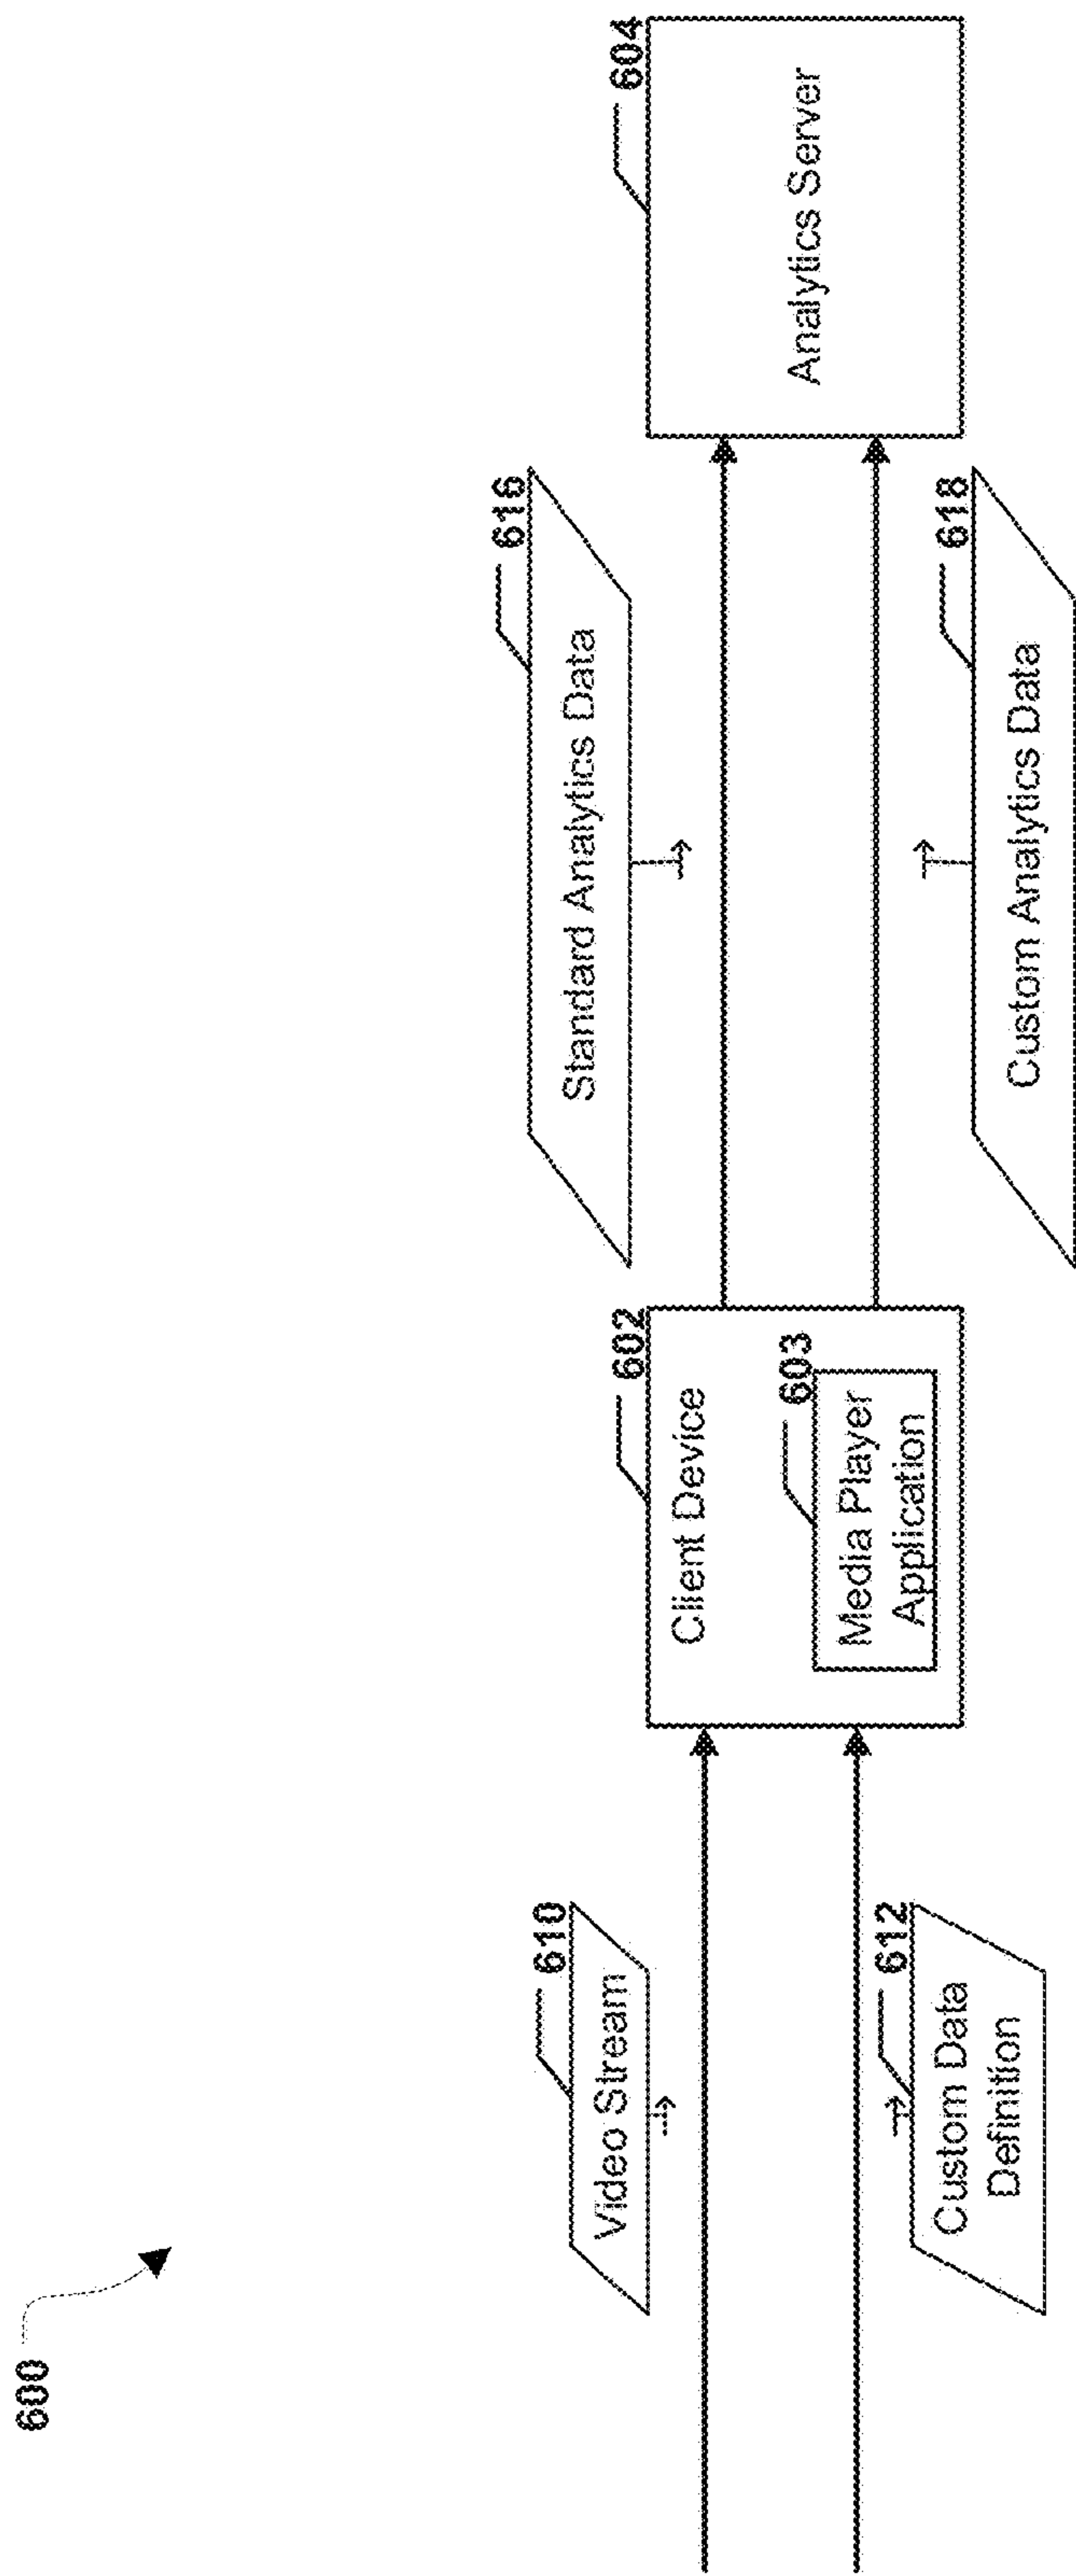 600
610
Video Stream
612
Custom Data
Definition
602
Client Device
603
Media Player
Application
616
Standard Analytics Data
618
Custom Analytics Data
604
Analytics Server